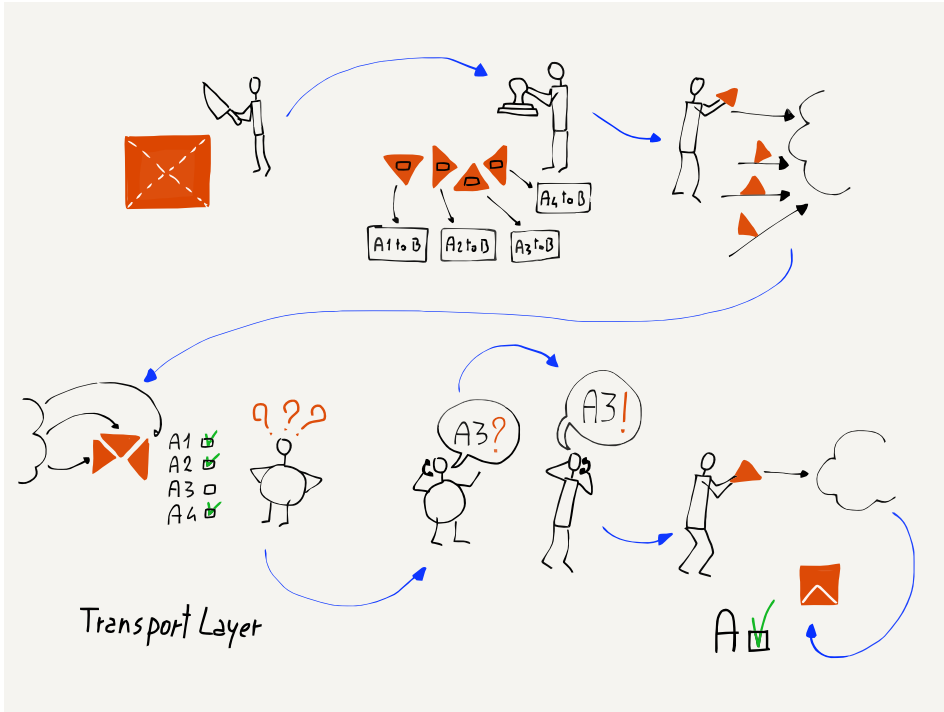 A4 to B
A1 to B
A2 to B
A3 to B
A1
A2
A3
A4
???
A3?
A3!
Transport Layer
A